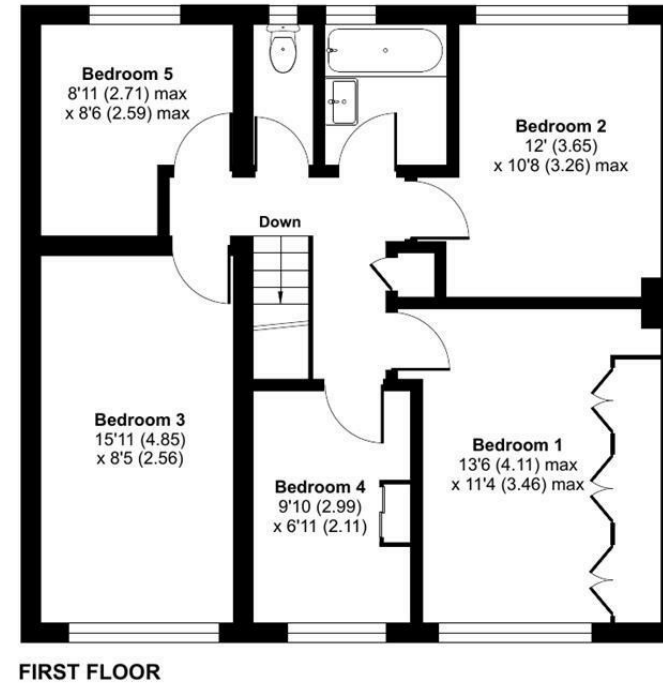 Bedroom 5
8'11 (2.71) max
x 8'6 (2.59) max
Bedroom 2
12' (3.65)
x 10'8 (3.26) max
Down
Bedroom 3
15'11 (4.85)
x 8'5 (2.56)
Bedroom 4
9'10 (2.99)
x 6'11 (2.11)
Bedroom 1
13'6 (4.11) max
x 11'4 (3.46) max
FIRST FLOOR